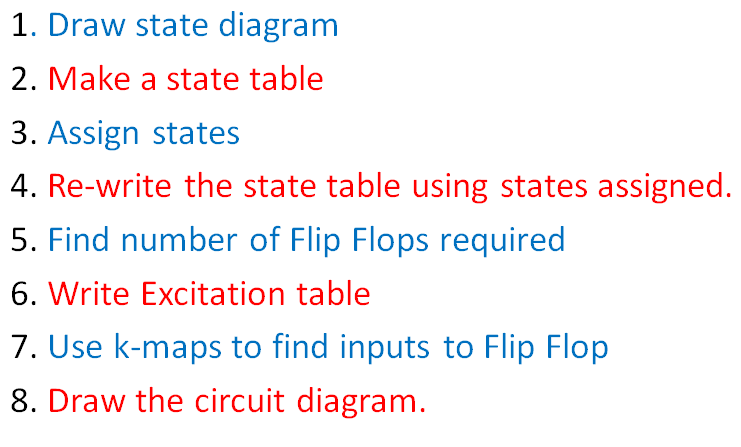 1. Draw state diagram
2. Make a state table
3. Assign states
4. Re-write the state table using states assigned.
5. Find number of Flip Flops required
6. Write Excitation table
7. Use k-maps to find inputs to Flip Flop
8. Draw the circuit diagram.